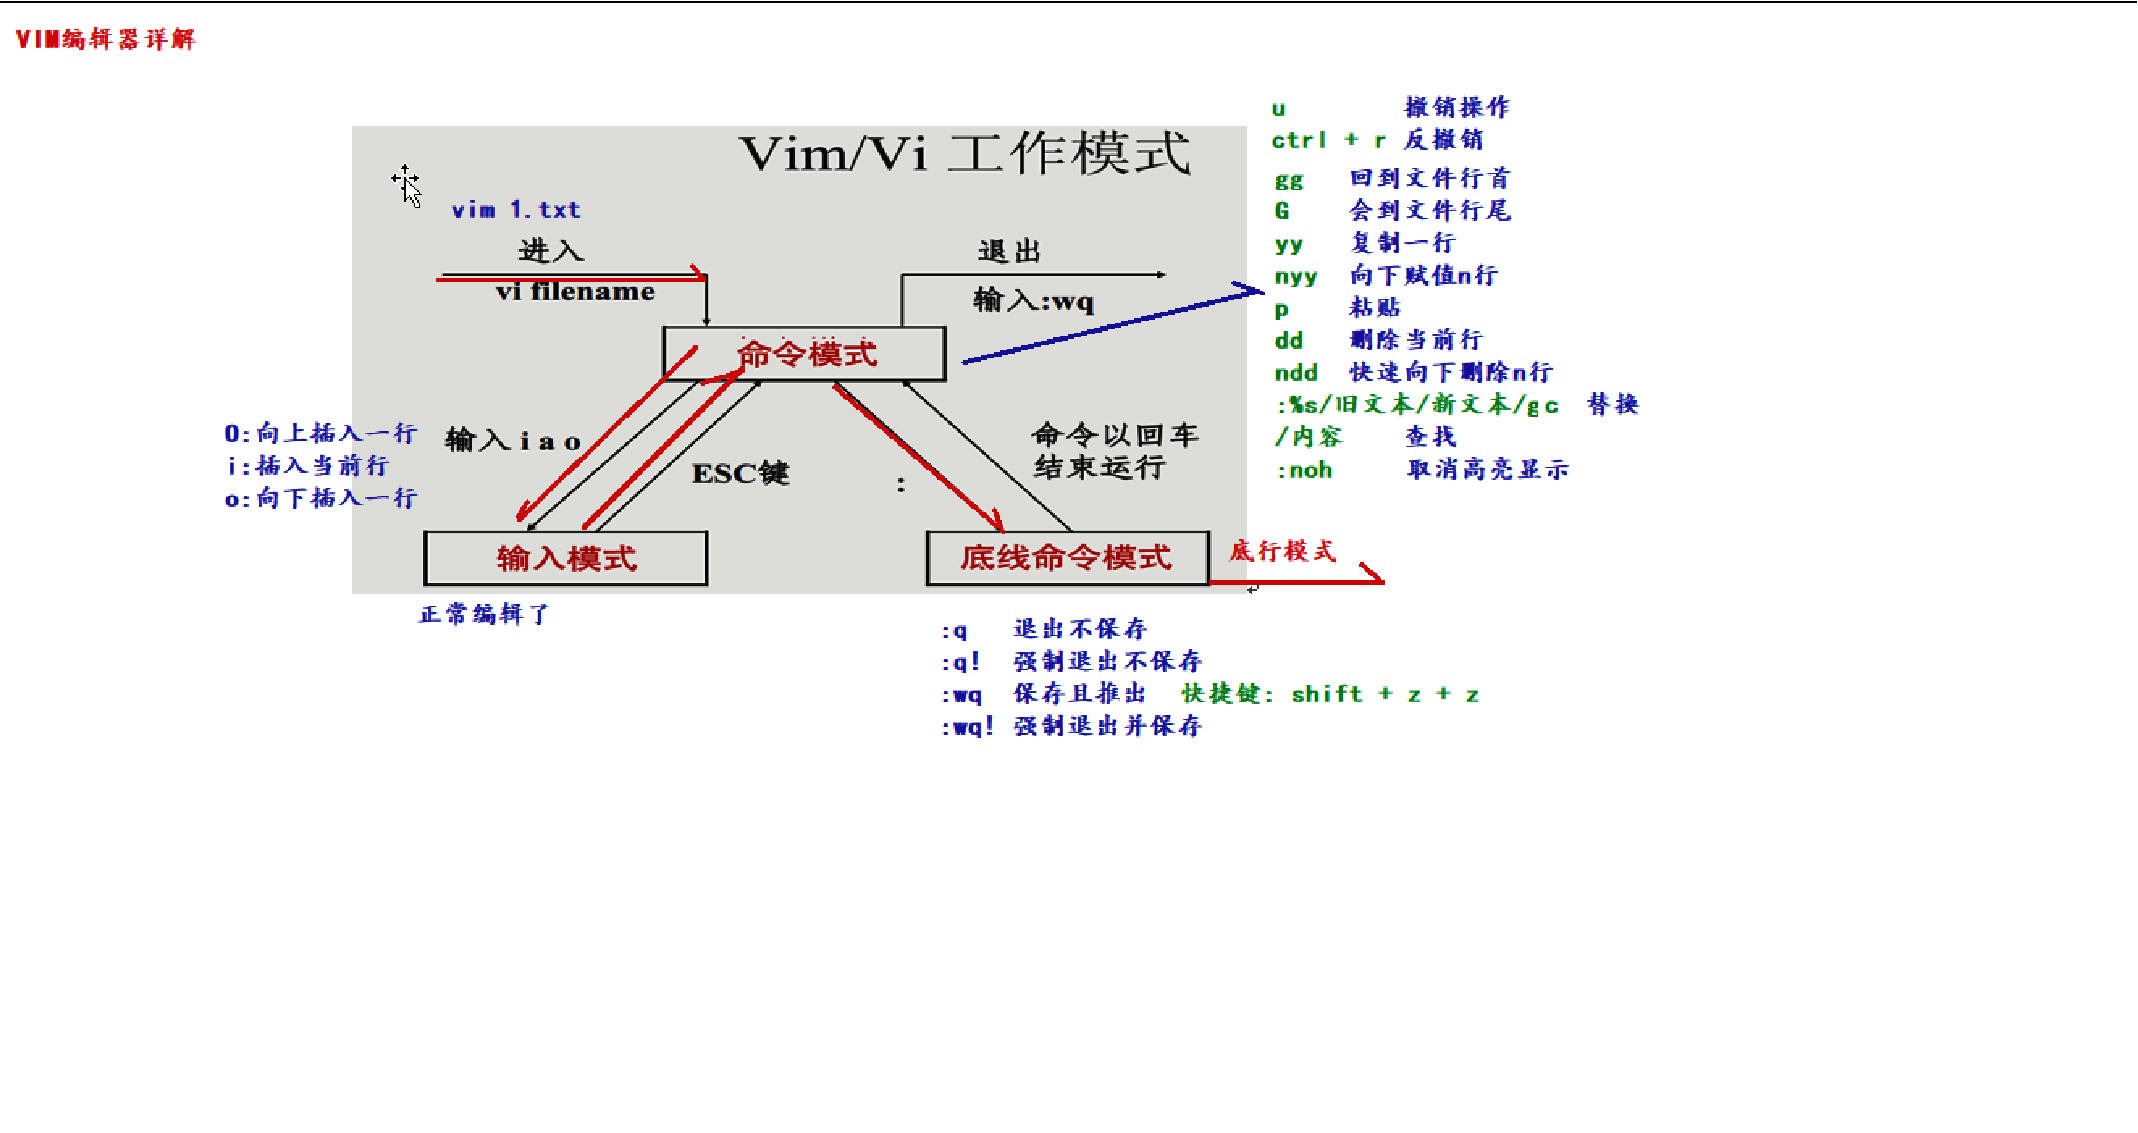 VIM编辑器详解
Vim/Vi 工作模式
vim 1.txt
进入
vi filename
退出
输入:wq
命令模式
输入 i a o
ESC键
:
命令以回车
结束运行
输入模式
底线命令模式
底行模式
O:向上插入一行
i:插入当前行
o:向下插入一行
正常编辑了
u 撤销操作
ctrl + r 反撤销
gg 回到文件行首
G 会到文件行尾
yy 复制一行
nyy 向下赋值n行
p 粘贴
dd 删除当前行
ndd 快速向下删除n行
:%s/旧文本/新文本/gc 替换
/内容 查找
:noh 取消高亮显示
:q 退出不保存
:q! 强制退出不保存
:wq 保存且推出 快捷键: shift + z + z
:wq! 强制退出并保存